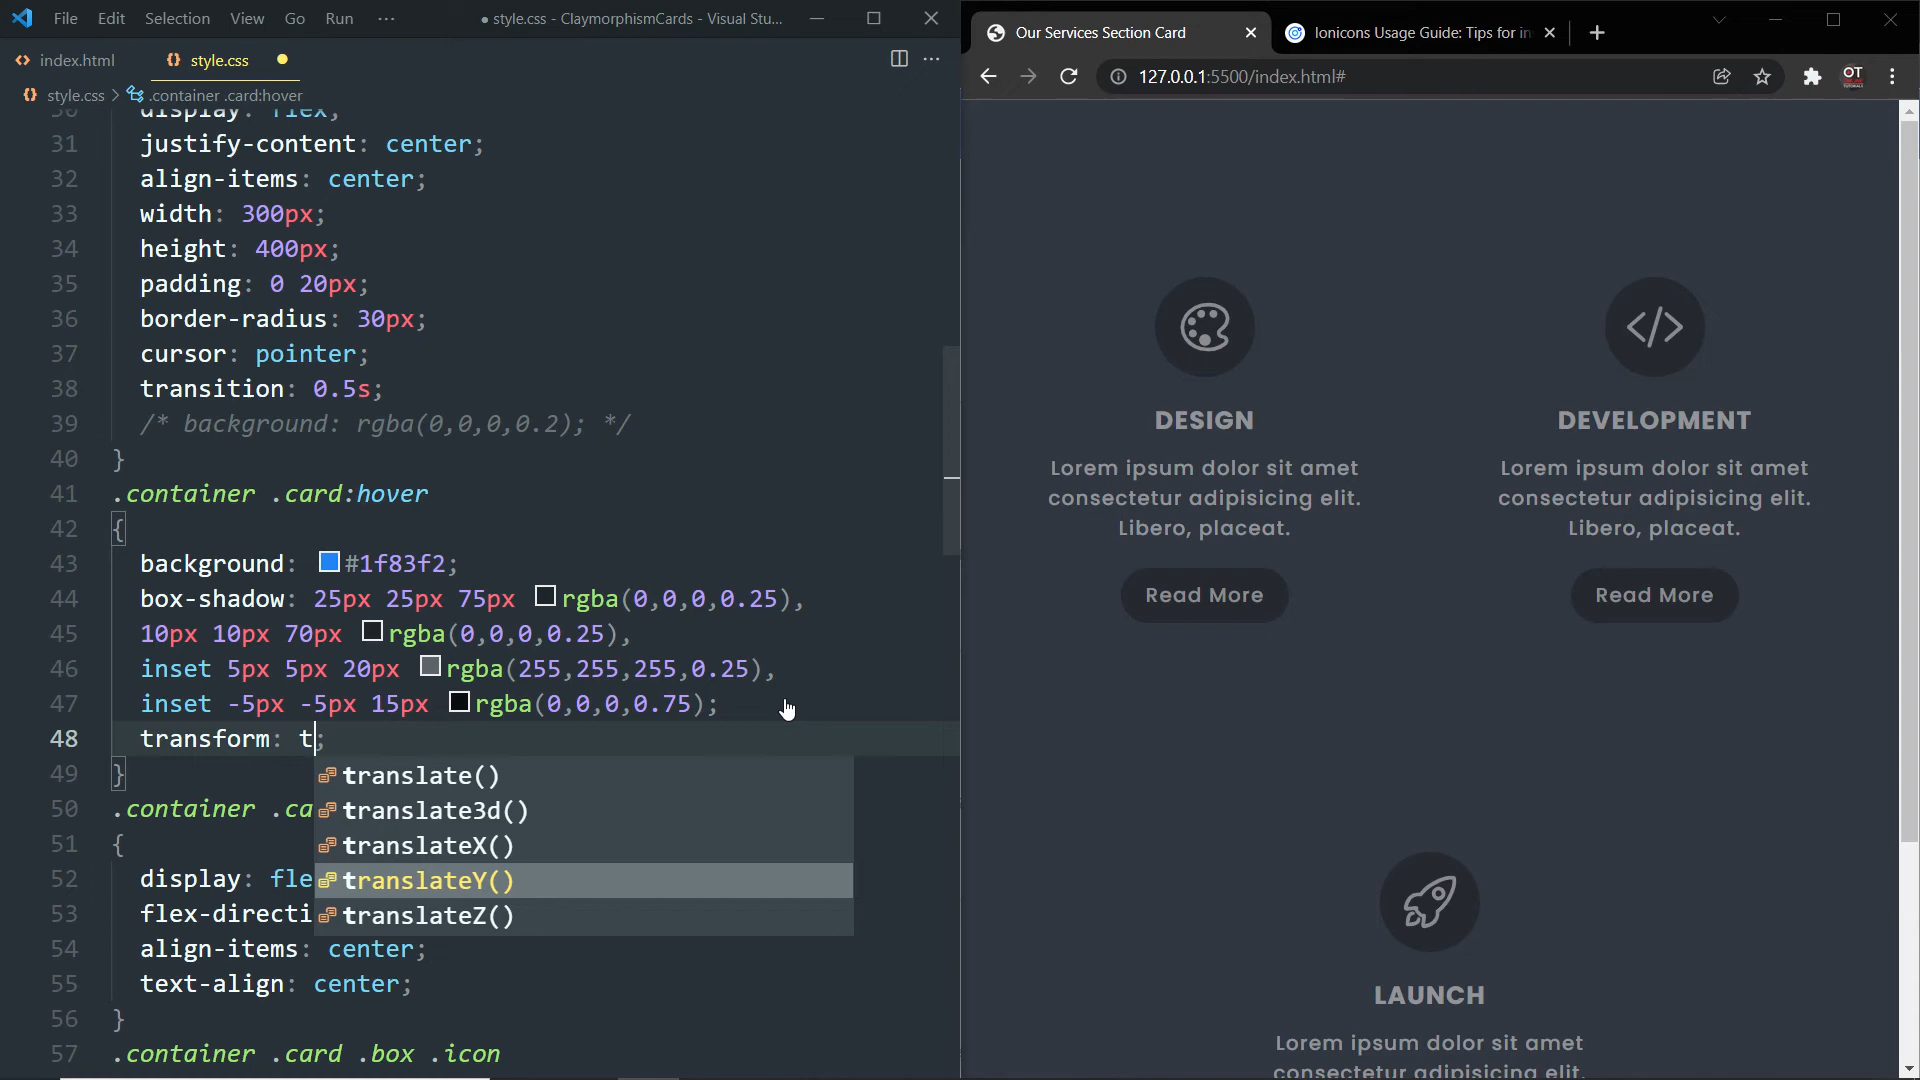 File Edit Selection View Go Run ··· ● style.css - ClaymorphismCards - Visual Stu...
index.html
style.css
style.css > .container .card:hover
30 display: flex;
31 justify-content: center;
32 align-items: center;
33 width: 300px;
34 height: 400px;
35 padding: 0 20px;
36 border-radius: 30px;
37 cursor: pointer;
38 transition: 0.5s;
39 /* background: rgba(0,0,0,0.2); */
40 }
41 .container .card:hover
42 {
43 background: #1f83f2;
44 box-shadow: 25px 25px 75px rgba(0,0,0,0.25),
45 10px 10px 70px rgba(0,0,0,0.25),
46 inset 5px 5px 20px rgba(255,255,255,0.25),
47 inset -5px -5px 15px rgba(0,0,0,0.75);
48 transform: t;
49 }
translate()
translate3d()
translateX()
translateY()
translateZ()
50 .container .ca
51 {
52 display: fle
53 flex-directi
54 align-items: center;
55 text-align: center;
56 }
57 .container .card .box .icon
Our Services Section Card
Ionicons Usage Guide: Tips for in
127.0.0.1:5500/index.html#
OT
DESIGN
Lorem ipsum dolor sit amet
consectetur adipisicing elit.
Libero, placeat.
Read More
DEVELOPMENT
Lorem ipsum dolor sit amet
consectetur adipisicing elit.
Libero, placeat.
Read More
LAUNCH
Lorem ipsum dolor sit amet
consectetur adipisicing elit.